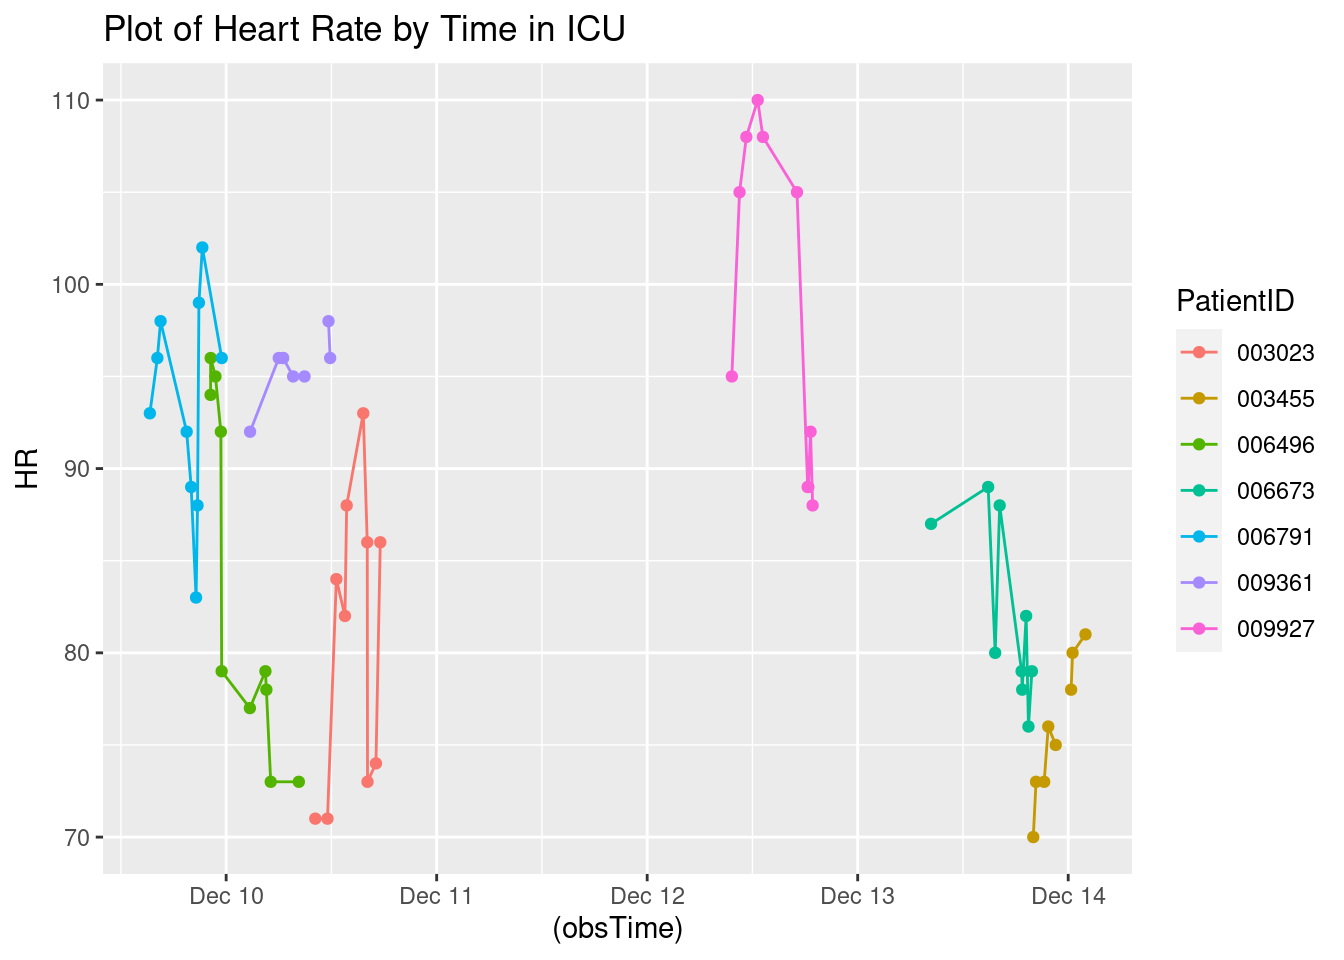 Plot of Heart Rate by Time in ICU
110
100
90
80
70
HR
Dec 10 Dec 11 Dec 12 Dec 13 Dec 14
(obsTime)
PatientID
003023
003455
006496
006673
006791
009361
009927